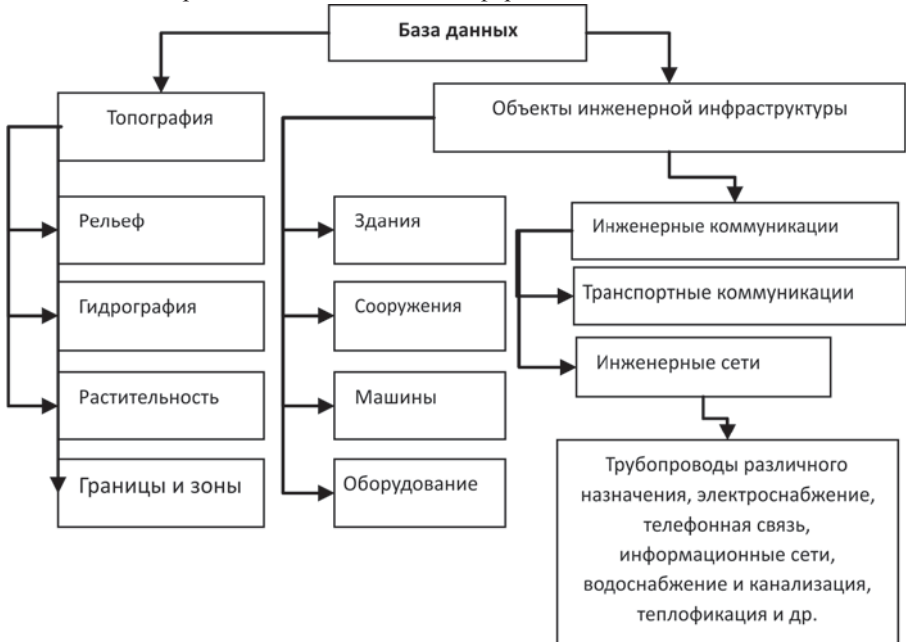 База данных
Топография
Объекты инженерной инфраструктуры
Рельеф
Здания
Инженерные коммуникации
Гидрография
Сооружения
Транспортные коммуникации
Инженерные сети
Растительность
Машины
Границы и зоны
Оборудование
Трубопроводы различного
назначения, электроснабжение,
телефонная связь,
информационные сети,
водоснабжение и канализация,
теплофикация и др.